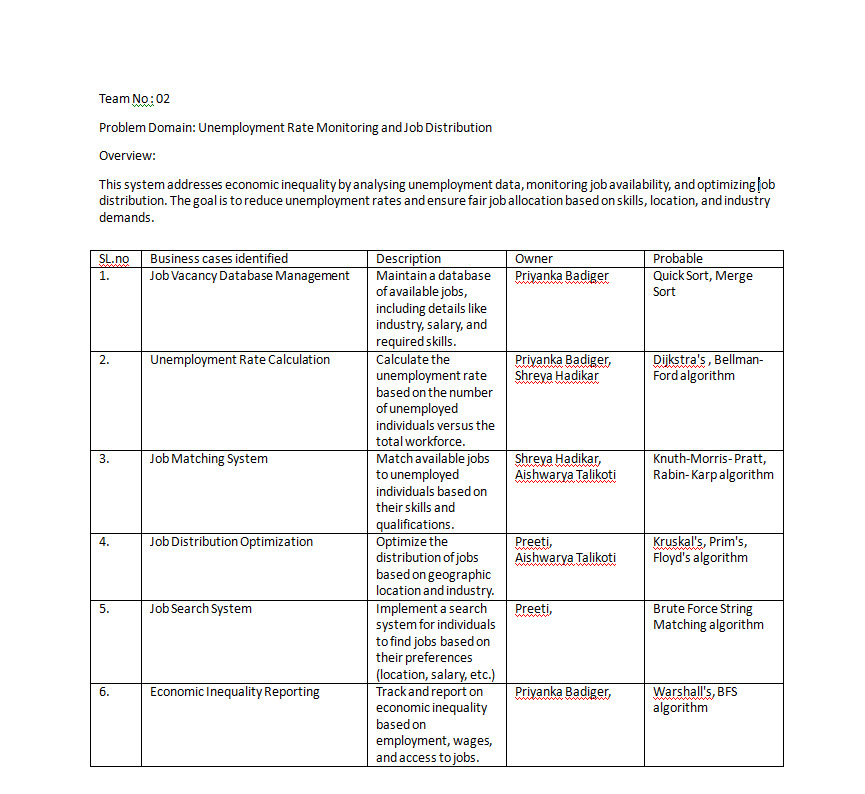 Team No : 02
Problem Domain: Unemployment Rate Monitoring and Job Distribution
Overview:
This system addresses economic inequality by analysing unemployment data, monitoring job availability, and optimizing job
distribution. The goal is to reduce unemployment rates and ensure fair job allocation based on skills, location, and industry
demands.
SL.no Business cases identified Description Owner Probable
1. Job Vacancy Database Management Maintain a database Priyanka Badiger Quick Sort, Merge
of available jobs, Sort
including details like
industry, salary, and
required skills.
2. Unemployment Rate Calculation Calculate the Priyanka Badiger, Dijkstra's , Bellman-
unemployment rate Shreya Hadikar Ford algorithm
based on the number
of unemployed
individuals versus the
total workforce.
3. Job Matching System Match available jobs Shreya Hadikar, Knuth-Morris- Pratt,
to unemployed Aishwarya Talikoti Rabin- Karp algorithm
individuals based on
their skills and
qualifications.
4. Job Distribution Optimization Optimize the Preeti, Kruskal's, Prim's,
distribution of jobs Aishwarya Talikoti Floyd's algorithm
based on geographic
location and industry.
5. Job Search System Implement a search Preeti, Brute Force String
system for individuals Matching algorithm
to find jobs based on
their preferences
(location, salary, etc.)
6. Economic Inequality Reporting Track and report on Priyanka Badiger, Warshall's, BFS
economic inequality algorithm
based on
employment, wages,
and access to jobs.